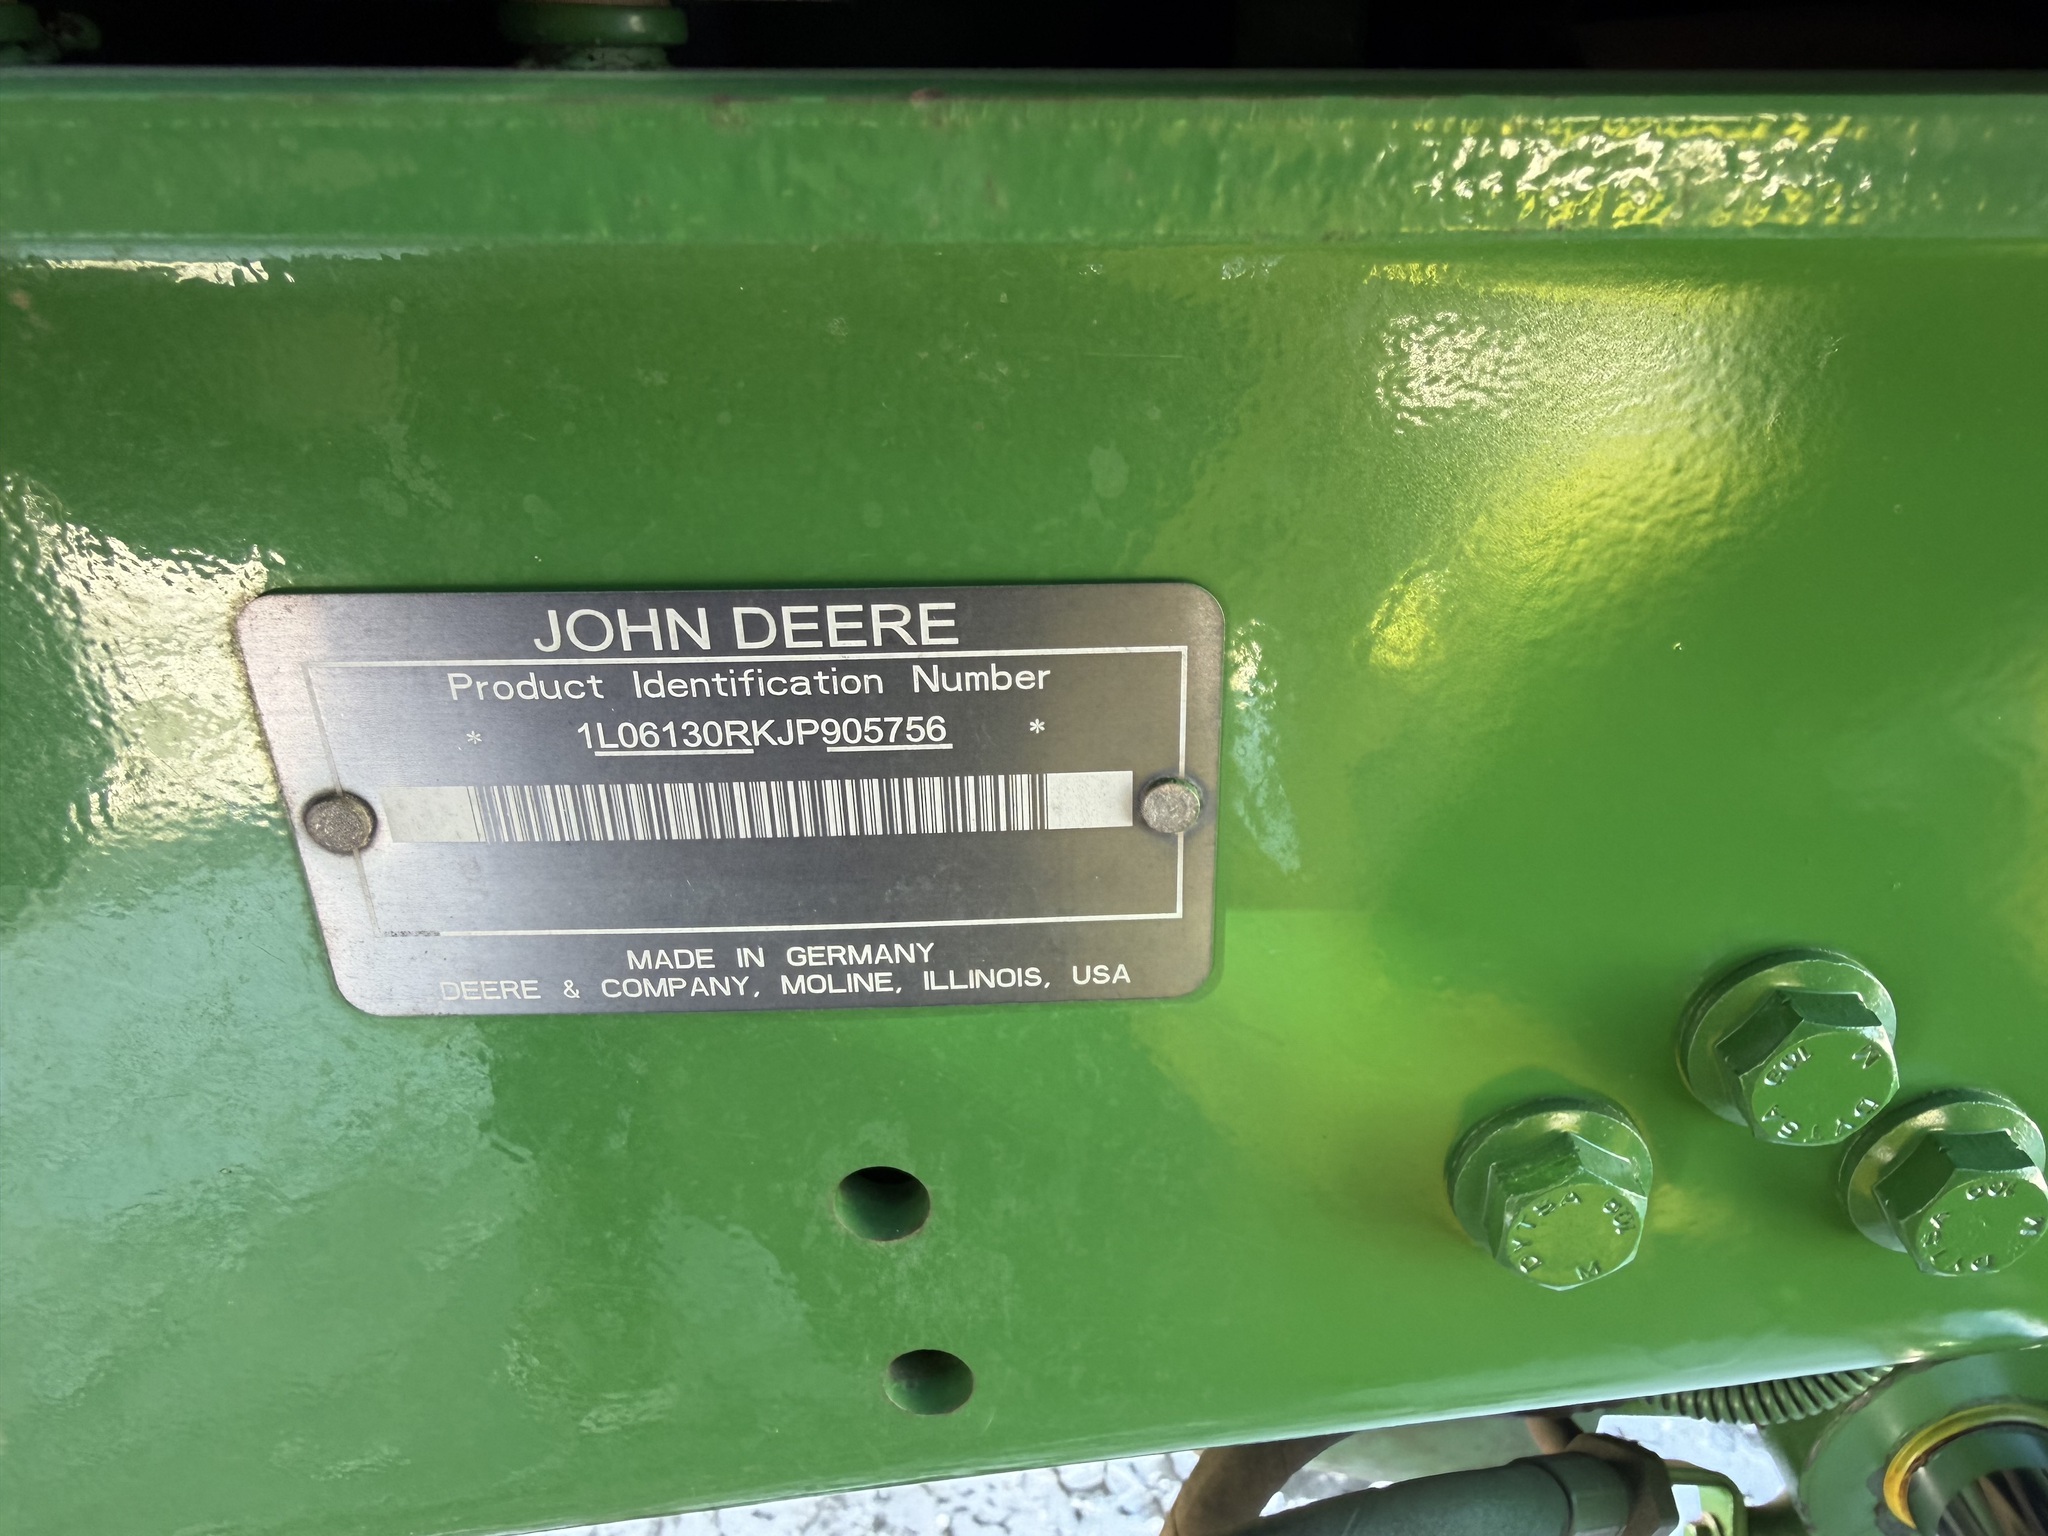 JOHN DEERE
Product Identification Number
* 1L06130RKJP905756 *
MADE IN GERMANY
DEERE & COMPANY, MOLINE, ILLINOIS, USA